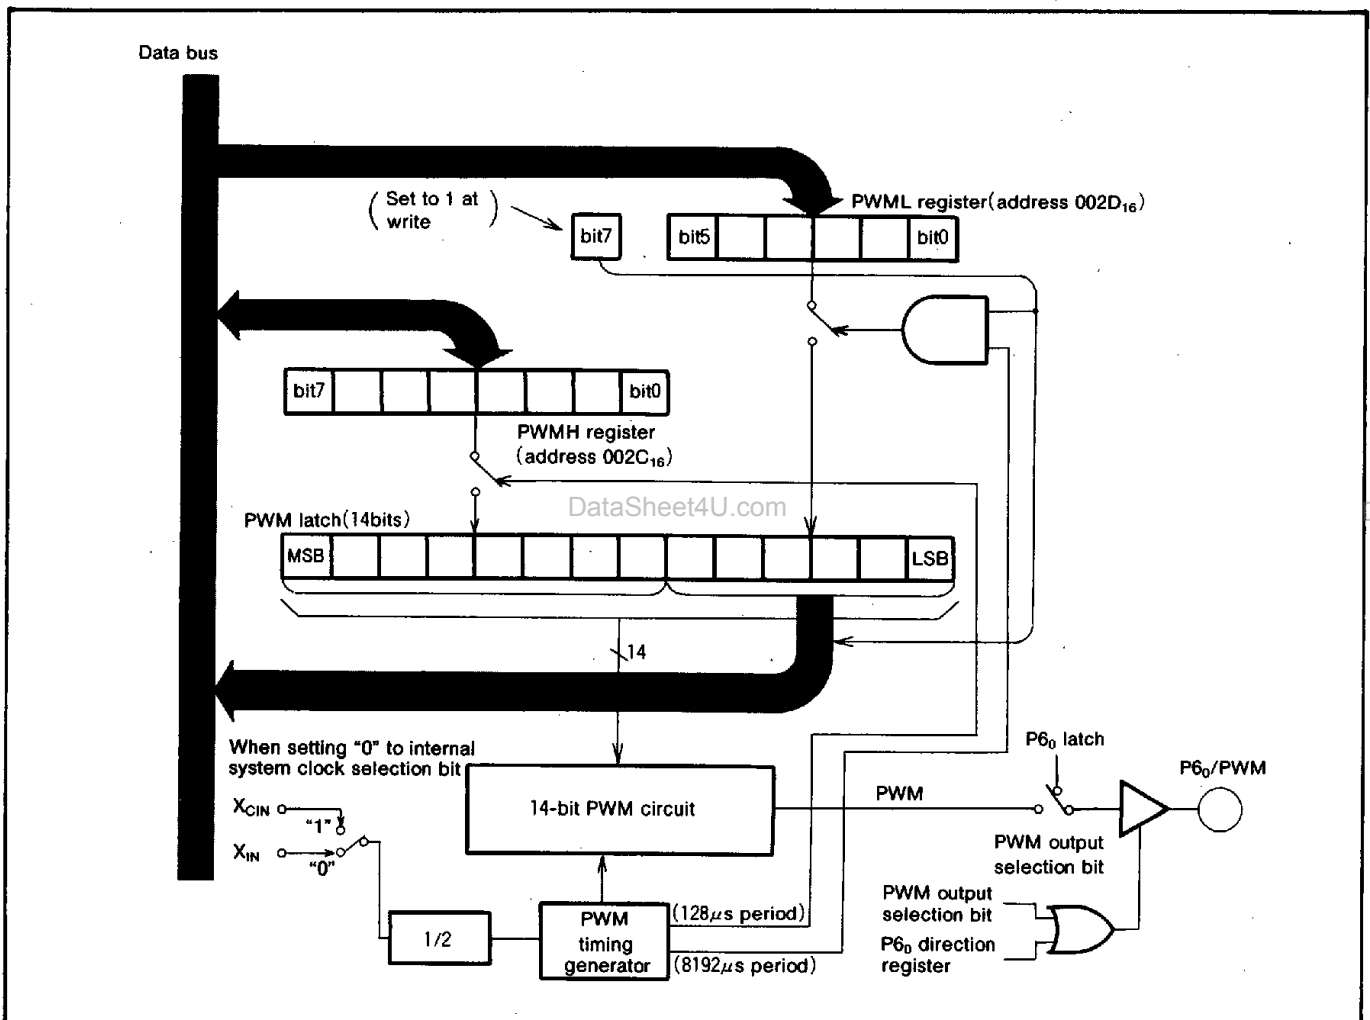 Data bus
( Set to 1 at
write )
PWML register(address 002D₁₆)
bit7
bit5
bit0
bit7
bit0
PWMH register
(address 002C₁₆)
DataSheet4U.com
PWM latch(14bits)
MSB
LSB
14
When setting “0” to internal
system clock selection bit
X_CIN
“1”
X_IN
“0”
14-bit PWM circuit
PWM
P6₀ latch
P6₀/PWM
PWM output
selection bit
PWM output
selection bit
P6₀ direction
register
1/2
PWM
timing
generator
(128μs period)
(8192μs period)